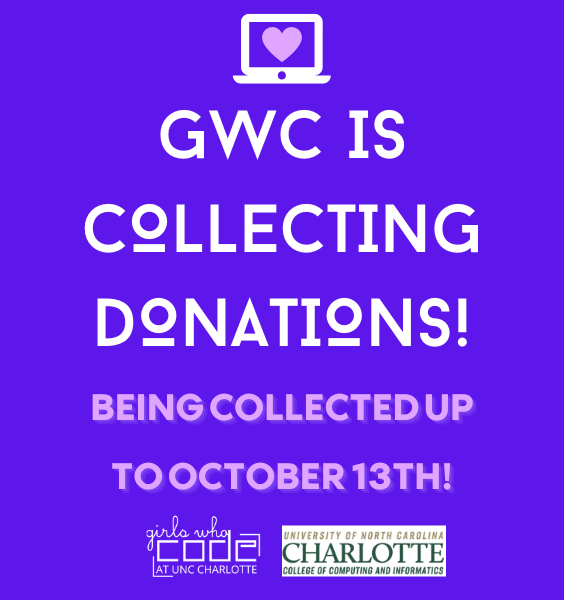 GWC IS
COLLECTING
DONATIONS!
BEING COLLECTED UP
TO OCTOBER 13TH!
girls who
CODE
AT UNC CHARLOTTE
UNIVERSITY OF NORTH CAROLINA
CHARLOTTE
COLLEGE OF COMPUTING AND INFORMATICS